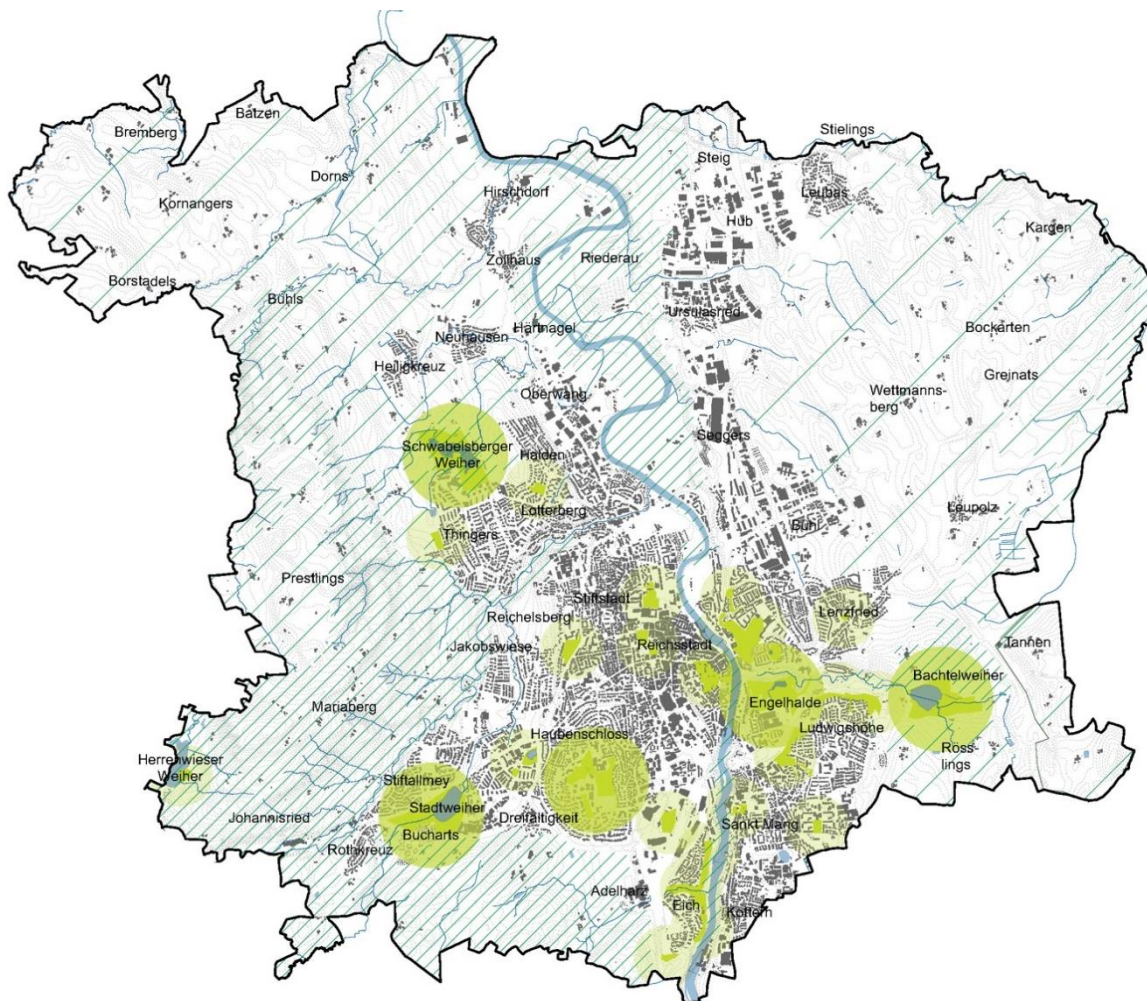 Batzen
Bremberg
Stielings
Steig
Dorns
Hirschdorf
Leubas
Kornangers
Hub
Kargen
Zollhaus
Riederau
Borstadels
Bühls
Ursulasried
Hartnagel
Bockarten
Neuhausen
Heiligkreuz
Grejnats
Wettmanns-
berg
Oberwang
Seggers
Schwabelsberger
Weiher
Halden
Lotterberg
Leupolz
Bühl
Thingers
Prestlings
Stiftstadt
Reichelsberg
Lenzfried
Jakobswiese
Reichsstadt
Tannen
Bachtelweiher
Mariaberg
Engelhalde
Ludwigshöhe
Haubenschloss
Röss-
lings
Herrenwieser
Weiher
Stiftallmey
Stadtweiher
Johannisried
Dreifaltigkeit
Sankt Mang
Bucharts
Rothkreuz
Adelharz
Eich
Kottern